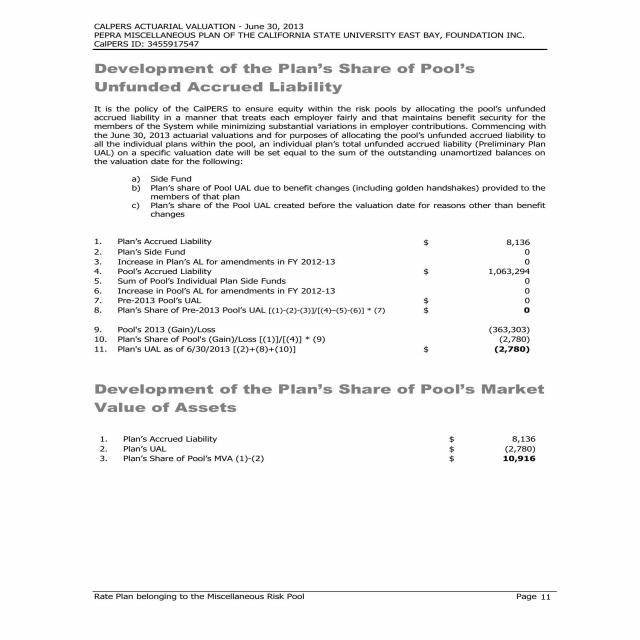 CALPERS ACTUARIAL VALUATION - June 30, 2013
PEPRA MISCELLANEOUS PLAN OF THE CALIFORNIA STATE UNIVERSITY EAST BAY, FOUNDATION INC.
CalPERS ID: 3455917547
Development of the Plan's Share of Pool's
Unfunded Accrued Liability
It is the policy of the CalPERS to ensure equity within the risk pools by allocating the pool's unfunded
accrued liability in a manner that treats each employer fairly and that maintains benefit security for the
members of the System while minimizing substantial variations in employer contributions. Commencing with
the June 30, 2013 actuarial valuations and for purposes of allocating the pool's unfunded accrued liability to
all the individual plans within the pool, an individual plan's total unfunded accrued liability (Preliminary Plan
UAL) on a specific valuation date will be set equal to the sum of the outstanding unamortized balances on
the valuation date for the following:
a) Side Fund
b) Plan's share of Pool UAL due to benefit changes (including golden handshakes) provided to the
members of that plan
c) Plan's share of the Pool UAL created before the valuation date for reasons other than benefit
changes
1. Plan's Accrued Liability $ 8,136
2. Plan's Side Fund 0
3. Increase in Plan's AL for amendments in FY 2012-13 0
4. Pool's Accrued Liability $ 1,063,294
5. Sum of Pool's Individual Plan Side Funds 0
6. Increase in Pool's AL for amendments in FY 2012-13 0
7. Pre-2013 Pool's UAL $ 0
8. Plan's Share of Pre-2013 Pool's UAL [(1)-(2)-(3)]/[(4)–(5)-(6)] * (7) $ 0
9. Pool's 2013 (Gain)/Loss (363,303)
10. Plan's Share of Pool's (Gain)/Loss [(1)]/[(4)] * (9) (2,780)
11. Plan's UAL as of 6/30/2013 [(2)+(8)+(10)] $ (2,780)
Development of the Plan's Share of Pool's Market
Value of Assets
1. Plan's Accrued Liability $ 8,136
2. Plan's UAL $ (2,780)
3. Plan's Share of Pool's MVA (1)-(2) $ 10,916
Rate Plan belonging to the Miscellaneous Risk Pool Page 11